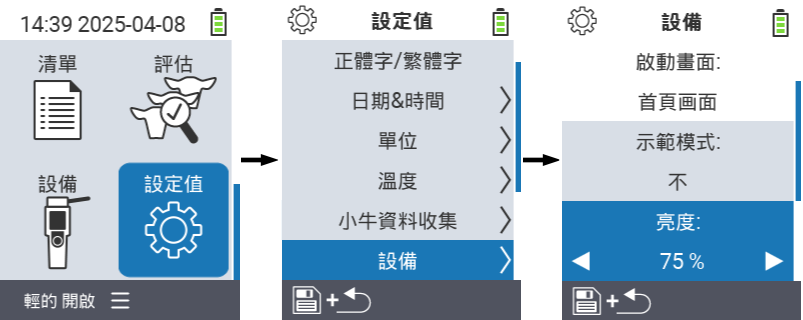 14:39 2025-04-08
清單
評估
設備
設定值
輕的 開啟
設定值
正體字/繁體字
日期&時間
單位
溫度
小牛資料收集
設備
+
設備
啟動畫面:
首頁画面
示範模式:
不
亮度:
75 %
+